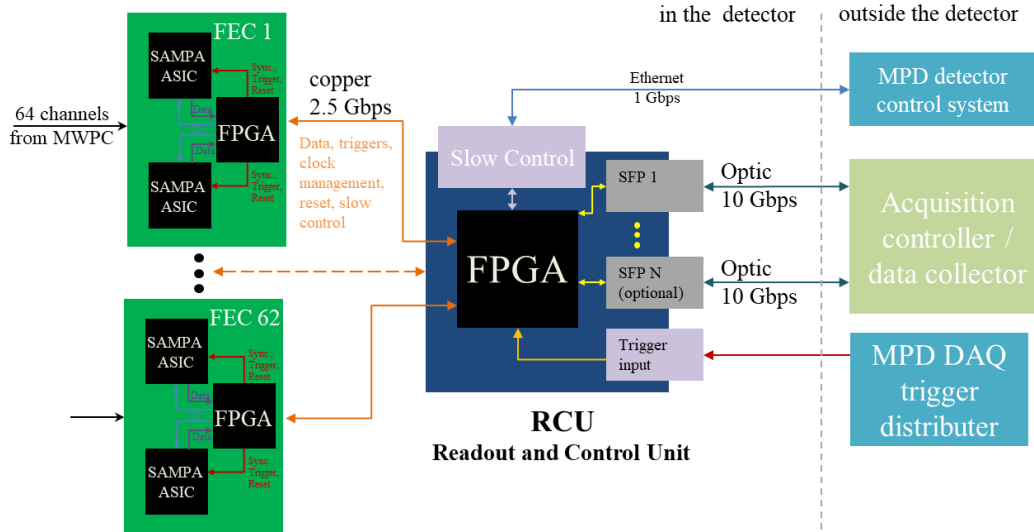 in the detector
outside the detector
FEC 1
SAMPA
ASIC
Sync.,
Trigger,
Reset
Data
FPGA
Data
SAMPA
ASIC
Sync.,
Trigger,
Reset
64 channels
from MWPC
copper
2.5 Gbps
Data, triggers,
clock
management,
reset, slow
control
Ethernet
1 Gbps
MPD detector
control system
Slow Control
SFP 1
Optic
10 Gbps
FPGA
SFP N
(optional)
Optic
10 Gbps
Acquisition
controller /
data collector
Trigger
input
MPD DAQ
trigger
distributer
RCU
Readout and Control Unit
FEC 62
SAMPA
ASIC
Sync.,
Trigger,
Reset
Data
FPGA
Data
SAMPA
ASIC
Sync.,
Trigger,
Reset